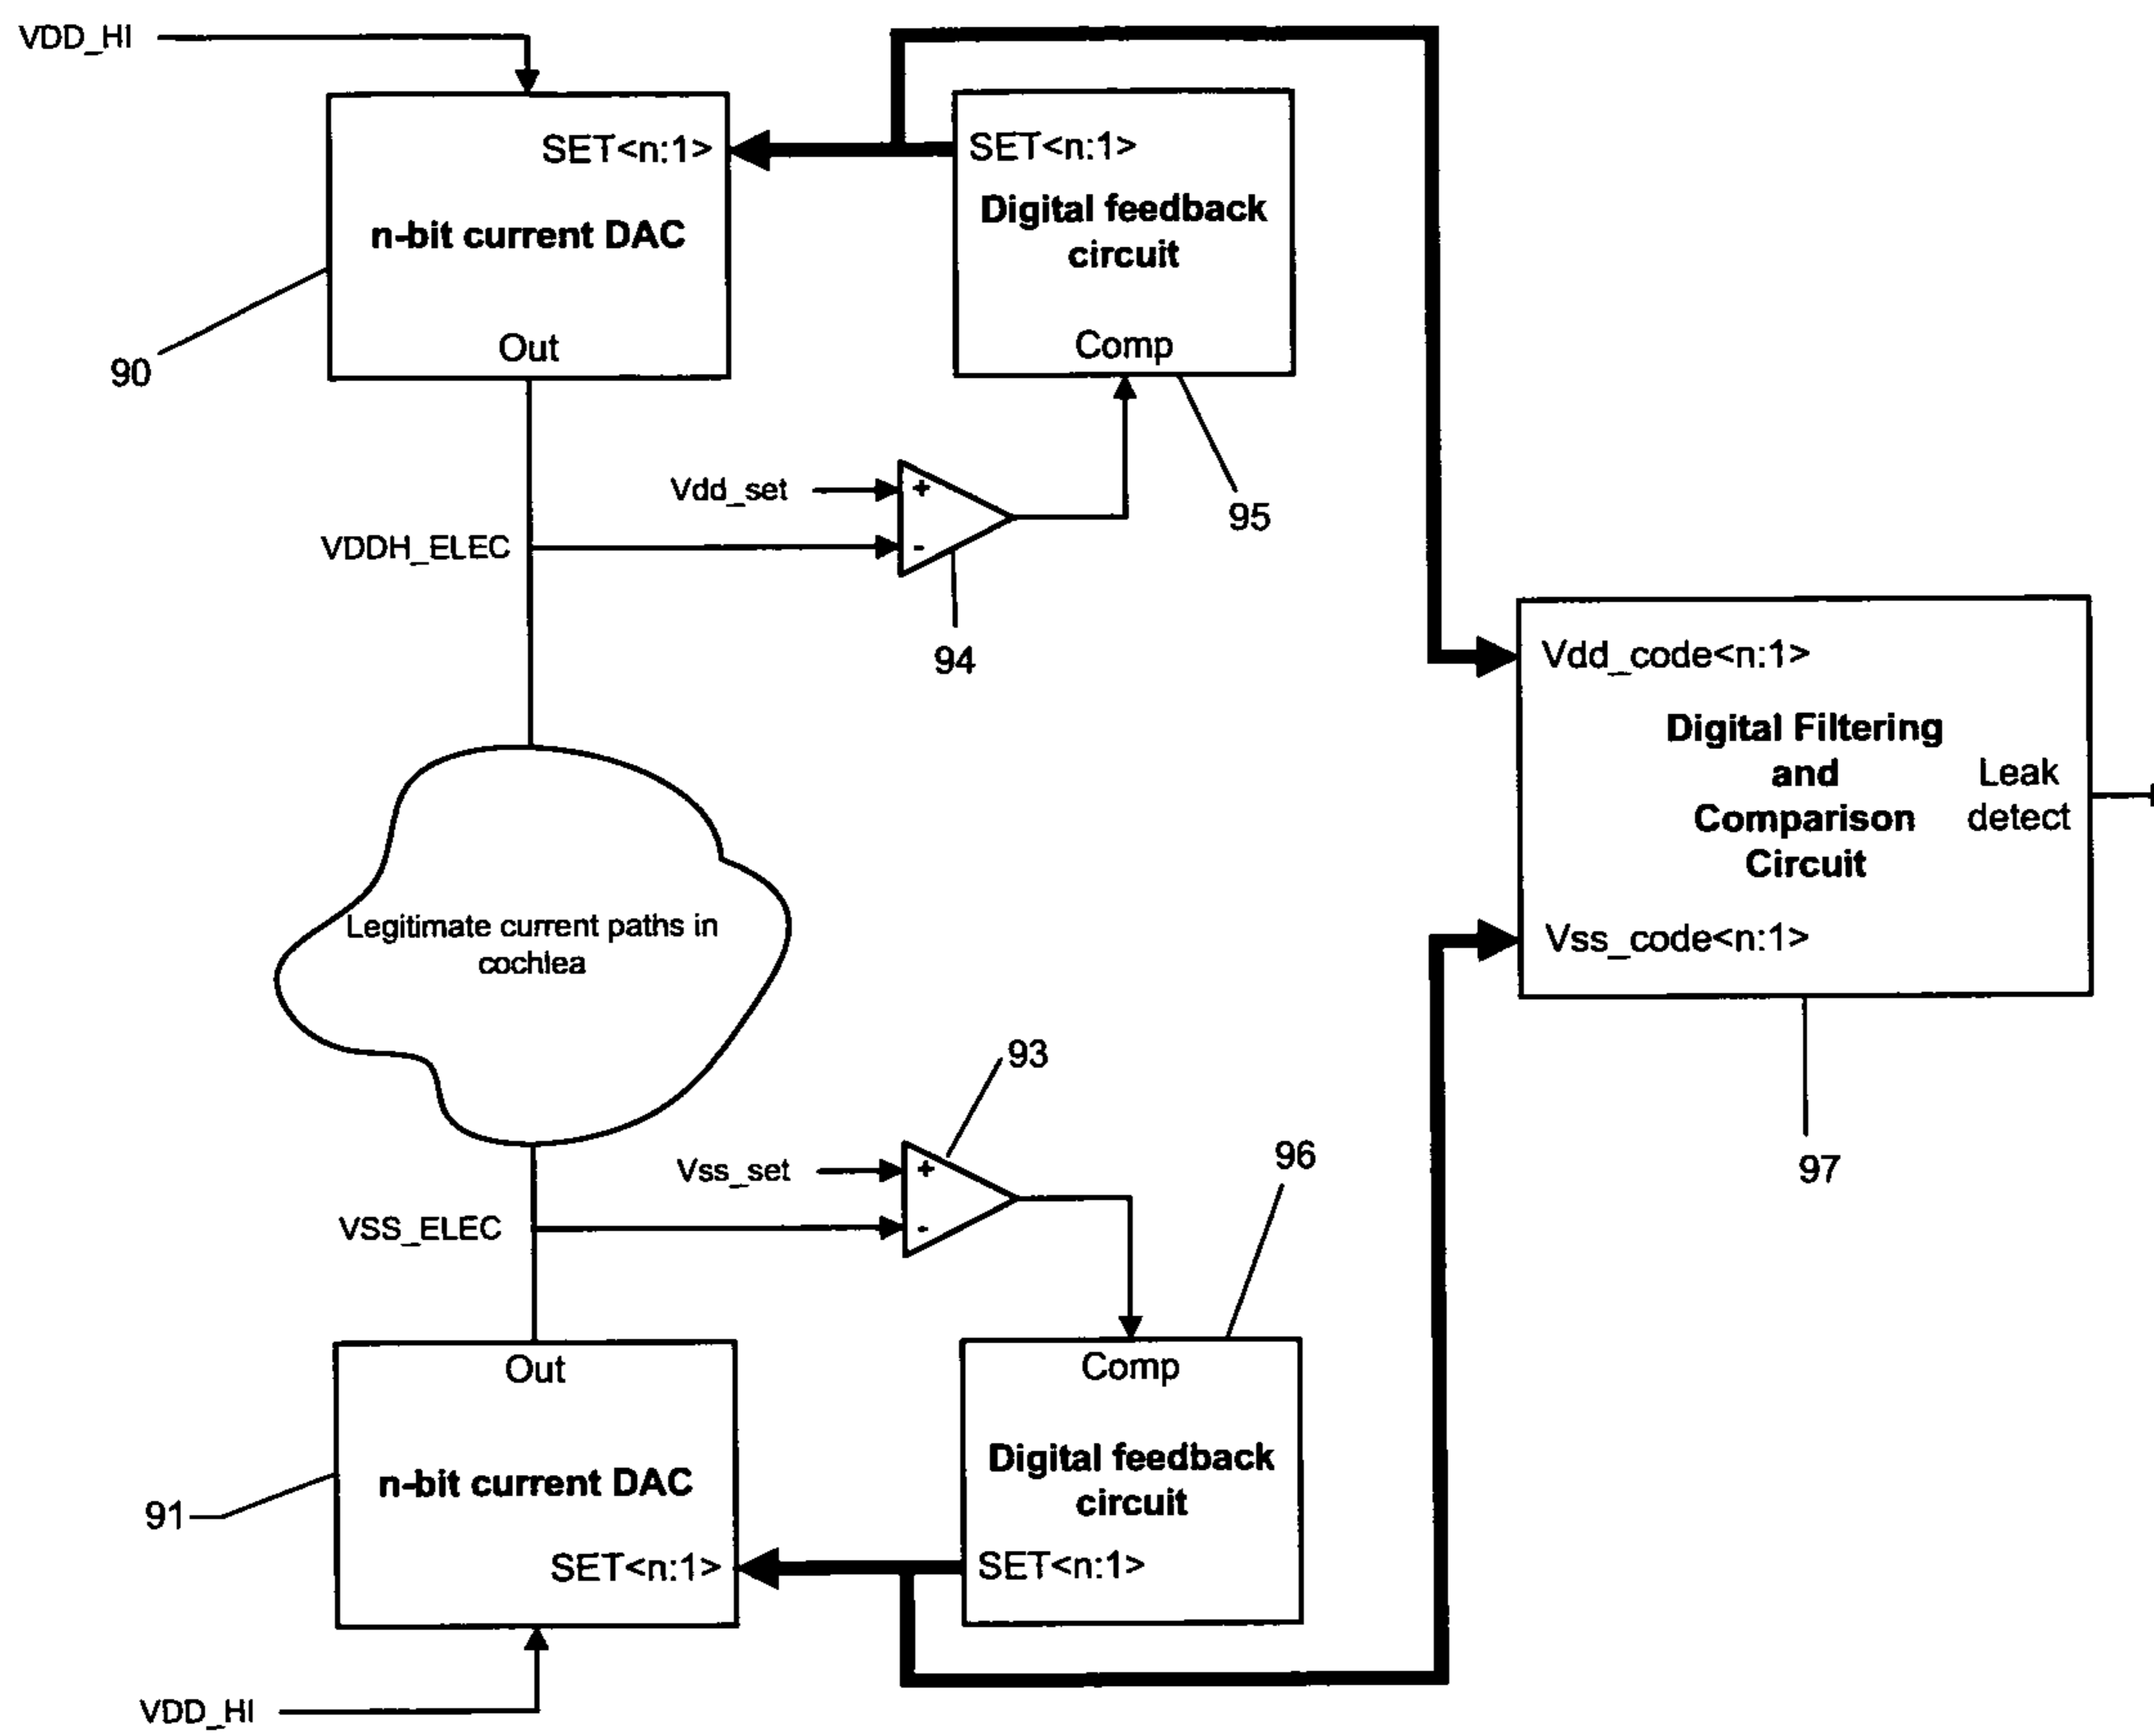 VDD_HI
SET<n:1>
n-bit current DAC
Out
90
SET<n:1>
Digital feedback
circuit
Comp
95
Vdd_set
+
-
VDDH_ELEC
94
Vdd_code<n:1>
Digital Filtering
and
Comparison
Circuit
Leak
detect
Vss_code<n:1>
97
Legitimate current paths in
cochlea
93
Vss_set
+
-
VSS_ELEC
96
Out
n-bit current DAC
91
SET<n:1>
Comp
Digital feedback
circuit
SET<n:1>
VDD_HI